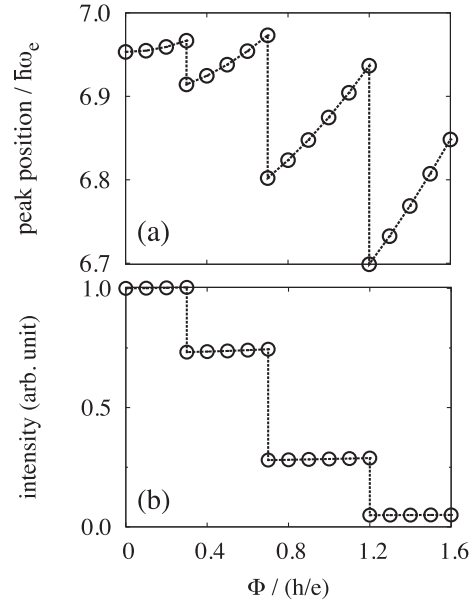 7.0
6.9
6.8
6.7
peak position / ħωe
(a)
1.0
0.5
0.0
intensity (arb. unit)
(b)
0 0.4 0.8 1.2 1.6
Φ / (h/e)